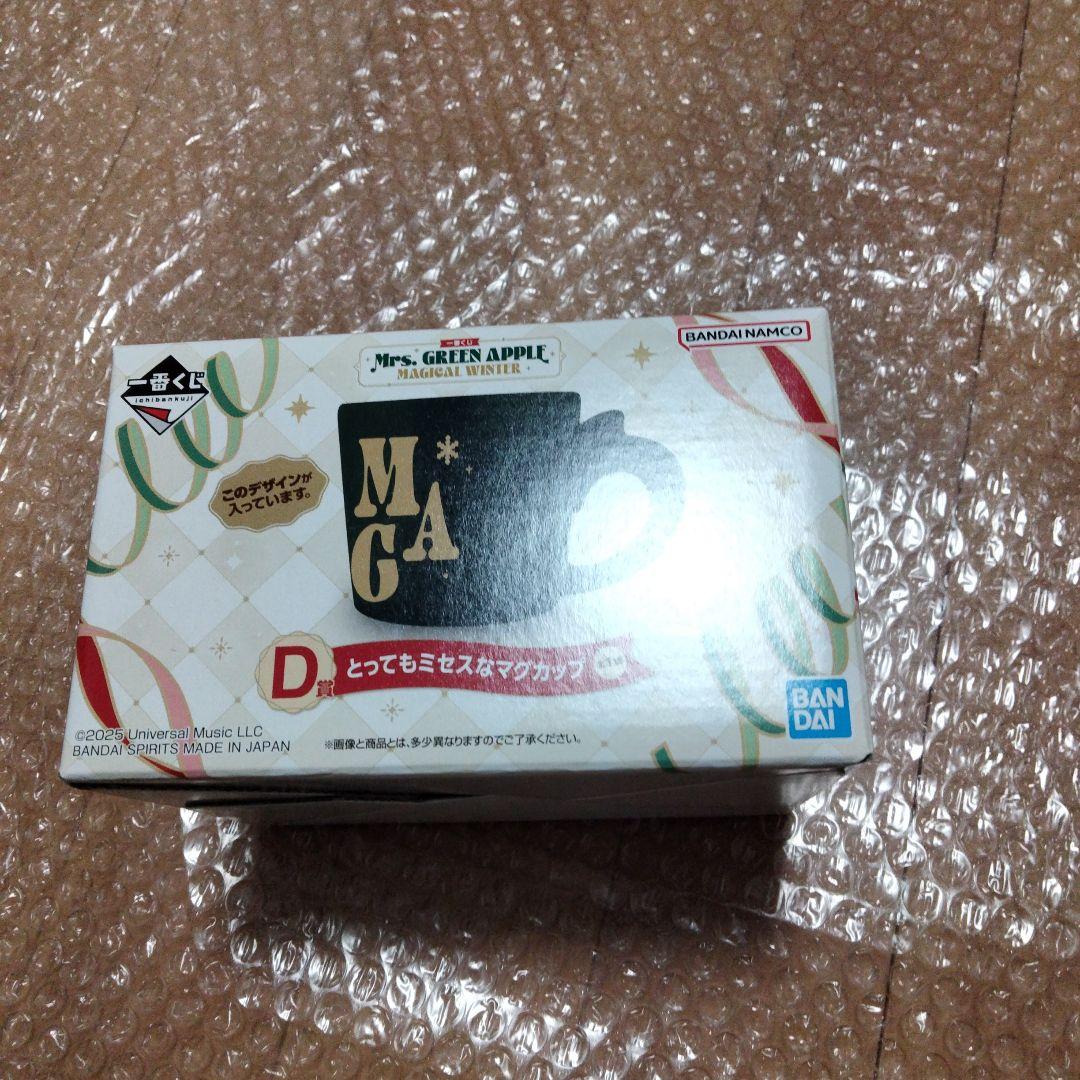 一番くじ
ichibankuji
一番くじ
Mrs. GREEN APPLE
MAGICAL WINTER
BANDAI NAMCO
このデザインが
入っています。
M
A
G
D賞
とってもミセスなマグカップ
©2025 Universal Music LLC
BANDAI SPIRITS MADE IN JAPAN
※画像と商品とは、多少異なりますのでご了承ください。
BAN
DAI